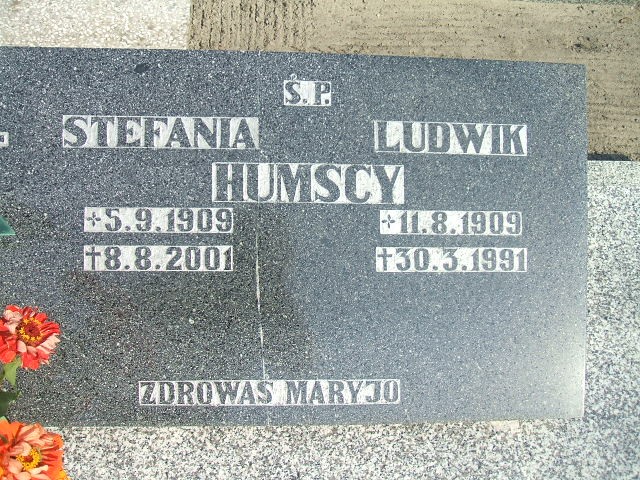 Ś.P.
STEFANIA LUDWIK
HUMSCY
+5.9.1909 +11.8.1909
†8.8.2001 †30.3.1991
ZDROWAŚ MARYJO